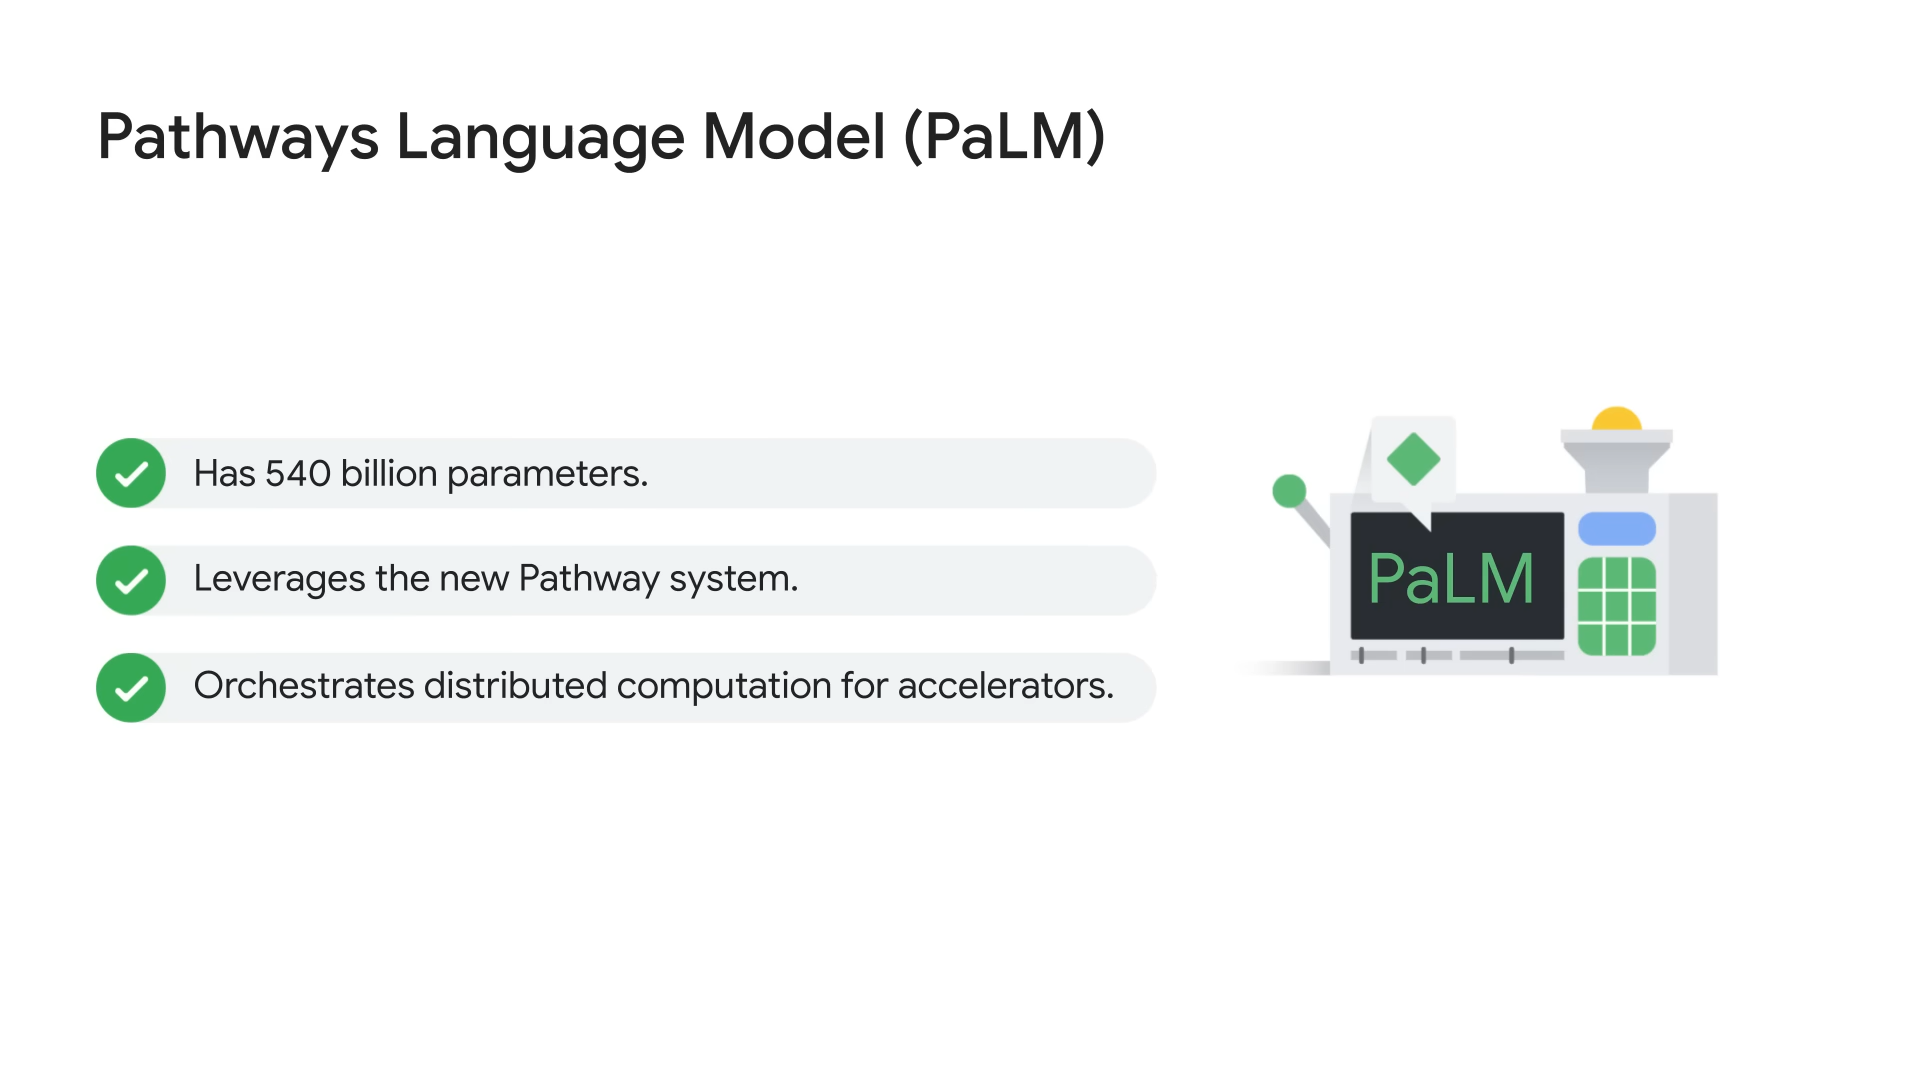 Pathways Language Model (PaLM)
Has 540 billion parameters.
Leverages the new Pathway system.
Orchestrates distributed computation for accelerators.
PaLM